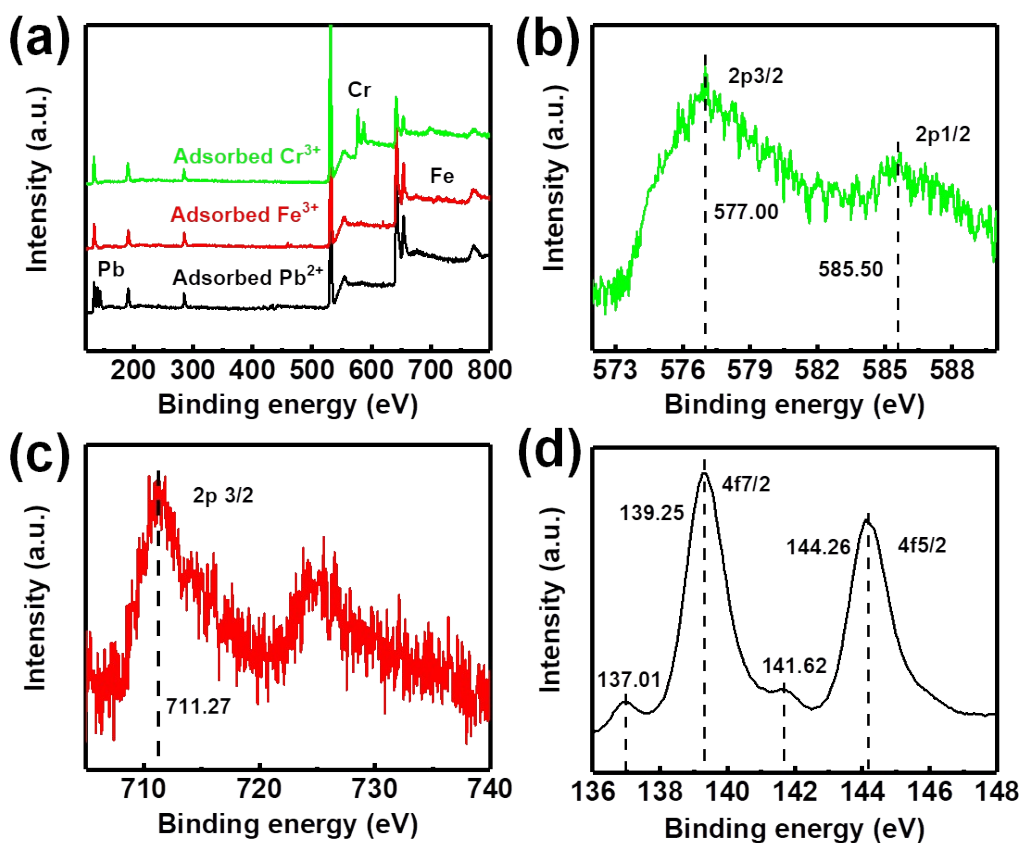 (a)
Intensity (a.u.)
Cr
Adsorbed Cr³⁺
Fe
Adsorbed Fe³⁺
Pb
Adsorbed Pb²⁺
200 300 400 500 600 700 800
Binding energy (eV)
(b)
Intensity (a.u.)
2p3/2
2p1/2
577.00
585.50
573 576 579 582 585 588
Binding energy (eV)
(c)
Intensity (a.u.)
2p 3/2
711.27
710 720 730 740
Binding energy (eV)
(d)
Intensity (a.u.)
4f7/2
139.25
144.26
4f5/2
137.01
141.62
136 138 140 142 144 146 148
Binding energy (eV)